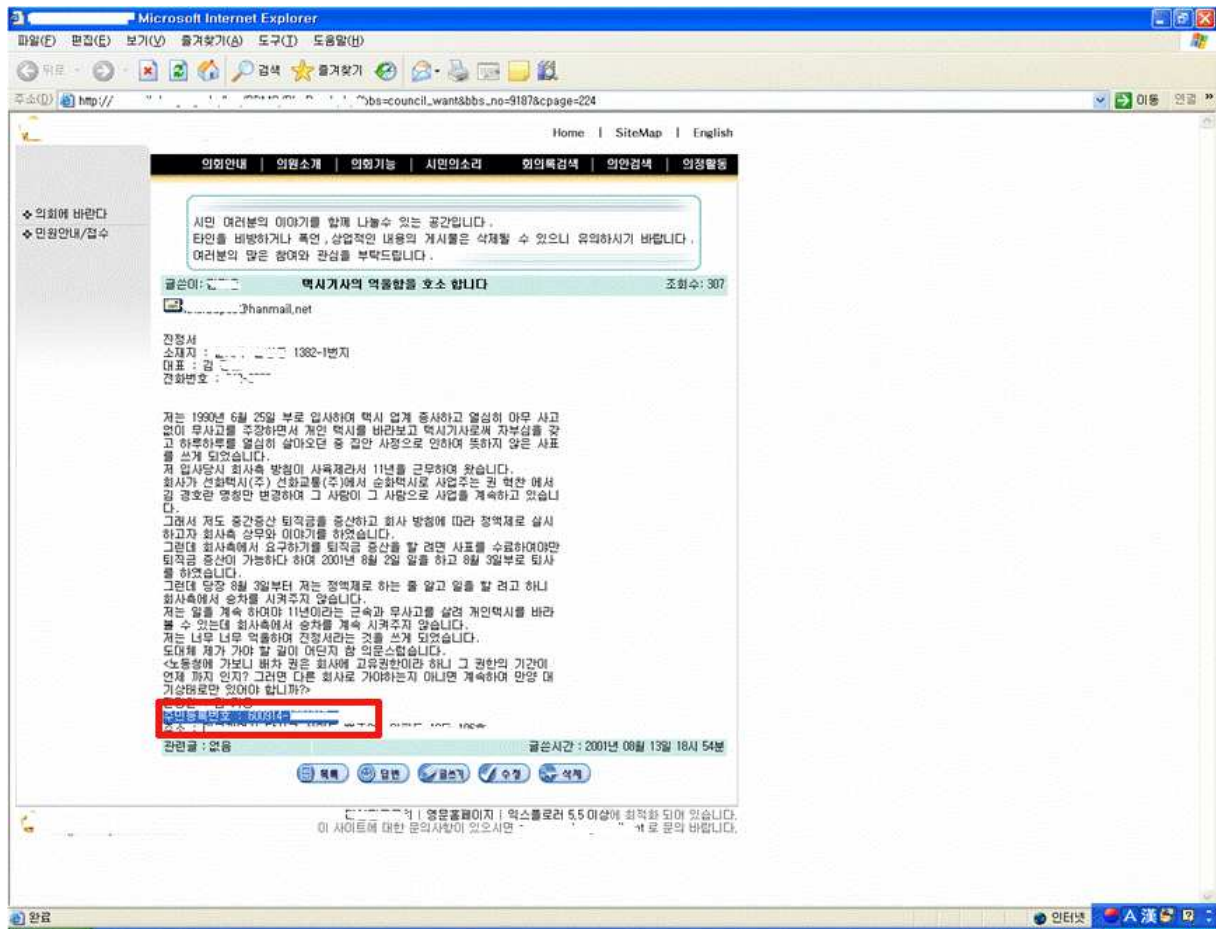 Microsoft Internet Explorer
파일(F) 편집(E) 보기(V) 즐겨찾기(A) 도구(T) 도움말(H)
뒤로 검색 즐겨찾기
주소(D) http:// bbs=council_want&bbs_no=9187&cpage=224 이동 연결
Home | SiteMap | English
의회안내 | 의원소개 | 의회기능 | 시민의소리 회의록검색 | 의안검색 | 의정활동
의회에 바란다
민원안내/접수
시민 여러분의 이야기를 함께 나눌수 있는 공간입니다.
타인을 비방하거나 폭언,상업적인 내용의 게시물은 삭제될 수 있으니 유의하시기 바랍니다.
여러분의 많은 참여와 관심을 부탁드립니다.
글쓴이: 택시기사의 억울함을 호소 합니다 조회수: 307
@hanmail,net
진정서
소재지 : 1382-1번지
대표 : 김
전화번호 :
저는 1990년 6월 25일 부로 입사하여 택시 업계 종사하고 열심히 아무 사고
없이 무사고를 주장하면서 개인 택시를 바라보고 택시기사로써 자부심을 갖
고 하루하루를 열심히 살아오던 중 집안 사정으로 인하여 뜻하지 않은 사표
를 쓰게 되었습니다.
저 입사당시 회사측 방침이 사육제라서 11년을 근무하여 왔습니다.
회사가 선화택시(주) 선화교통(주)에서 순화택시로 사업주는 권 혁찬 에서
김 경호란 명칭만 변경하여 그 사람이 그 사람으로 사업을 계속하고 있습니
다.
그래서 저도 중간증산 퇴직금을 증산하고 회사 방침에 따라 정액제로 실시
하고자 회사측 상무와 이야기를 하였습니다.
그런데 회사측에서 요구하기를 퇴직금 증산을 할 려면 사표를 수료하여야만
퇴직금 증산이 가능하다 하여 2001년 8월 2일 일을 하고 8월 3일부로 퇴사
를 하였습니다.
그런데 당장 8월 3일부터 저는 정액제로 하는 줄 알고 일을 할 려고 하니
회사측에서 승차를 시켜주지 않습니다.
저는 일을 계속 하여야 11년이라는 근속과 무사고를 살려 개인택시를 바라
볼 수 있는데 회사측에서 승차를 계속 시켜주지 않습니다.
저는 너무 너무 억울하여 진정서라는 것을 쓰게 되었습니다.
도대체 제가 가야 할 길이 어딘지 참 의문스럽습니다.
<노동청에 가보니 배차 권은 회사에 고유권한이라 하니 그 권한의 기간이
언제 까지 인지? 그러면 다른 회사로 가야하는지 아니면 계속하여 만양 대
기상태로만 있어야 합니까?>
주민등록번호 : 600914-
주소 :
관련글 : 없음 글쓴시간 : 2001년 08월 13일 18시 54분
목록 답변 글쓰기 수정 삭제
| 영문홈페이지 | 익스플로러 5,5 이상에 최적화 되어 있습니다.
이 사이트에 대한 문의사항이 있으시면 로 문의 바랍니다.
완료 인터넷 A 漢